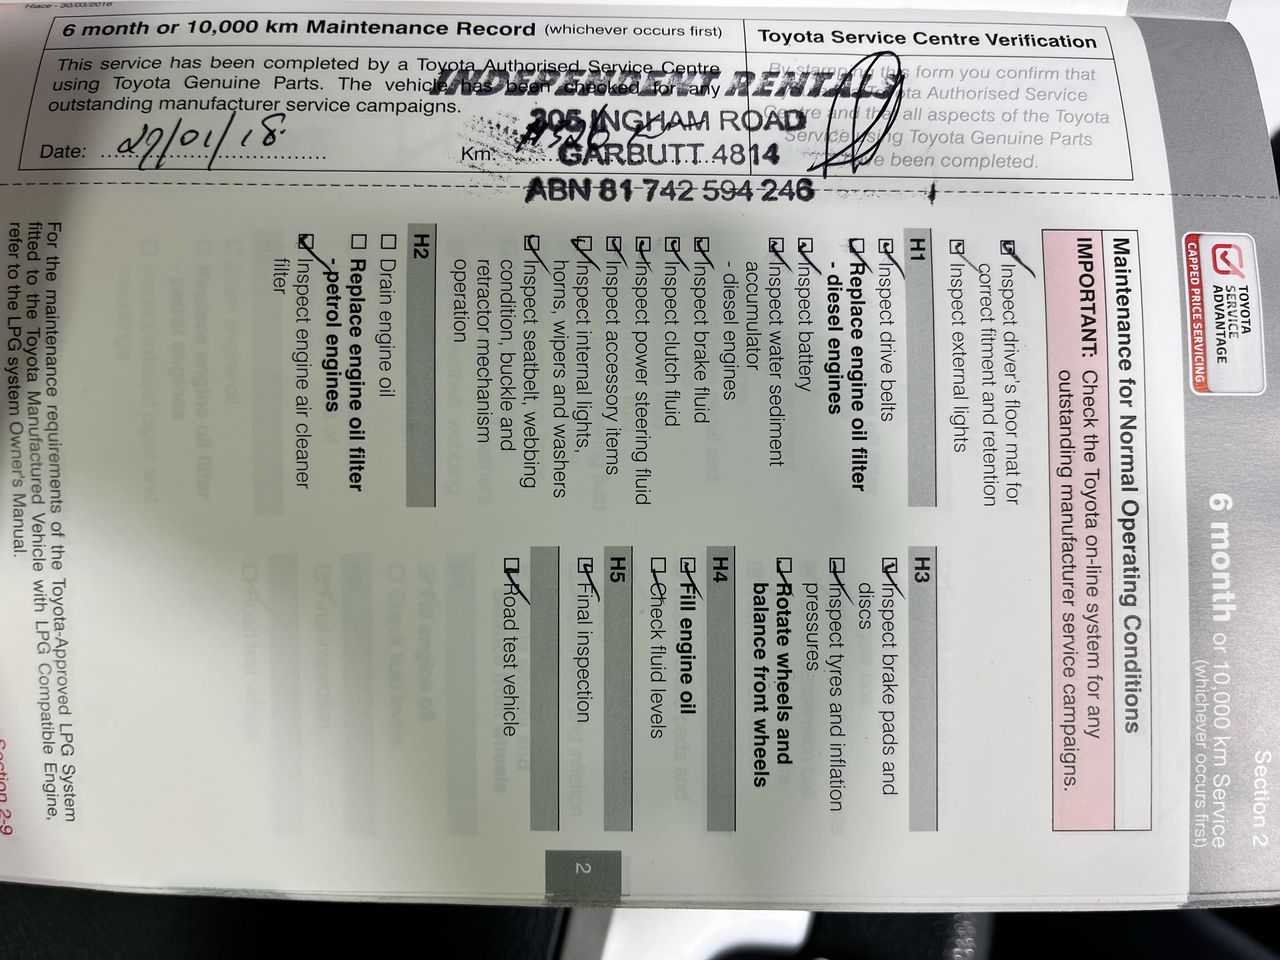 Hiace - 30/03/2016
6 month or 10,000 km Maintenance Record (whichever occurs first)
This service has been completed by a Toyota Authorised Service Centre
using Toyota Genuine Parts. The vehicle has been checked for any
outstanding manufacturer service campaigns.
Date: 27/01/18
Km:
Toyota Service Centre Verification
By stamping this form you confirm that
Toyota Authorised Service
Centre and that all aspects of the Toyota
Service using Toyota Genuine Parts
have been completed.
INDEPENDENT RENTALS
305 INGHAM ROAD
GARBUTT 4814
ABN 81 742 594 246
Section 2
6 month or 10,000 km Service
(whichever occurs first)
TOYOTA
SERVICE
ADVANTAGE
CAPPED PRICE SERVICING
Maintenance for Normal Operating Conditions
IMPORTANT: Check the Toyota on-line system for any
outstanding manufacturer service campaigns.
Inspect driver's floor mat for
correct fitment and retention
Inspect external lights
H1
Inspect drive belts
Replace engine oil filter
- diesel engines
Inspect battery
Inspect water sediment
accumulator
- diesel engines
Inspect brake fluid
Inspect clutch fluid
Inspect power steering fluid
Inspect accessory items
Inspect internal lights,
horns, wipers and washers
Inspect seatbelt, webbing
condition, buckle and
retractor mechanism
operation
H2
Drain engine oil
Replace engine oil filter
- petrol engines
Inspect engine air cleaner
filter
H3
Inspect brake pads and
discs
Inspect tyres and inflation
pressures
Rotate wheels and
balance front wheels
H4
Fill engine oil
Check fluid levels
H5
Final inspection
Road test vehicle
2
For the maintenance requirements of the Toyota-Approved LPG System
fitted to the Toyota Manufactured Vehicle with LPG Compatible Engine,
refer to the LPG system Owner's Manual.
Section 2-9